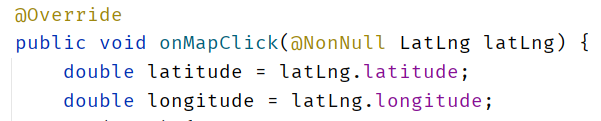 @Override
public void onMapClick(@NonNull LatLng latLng) {
    double latitude = latLng.latitude;
    double longitude = latLng.longitude;